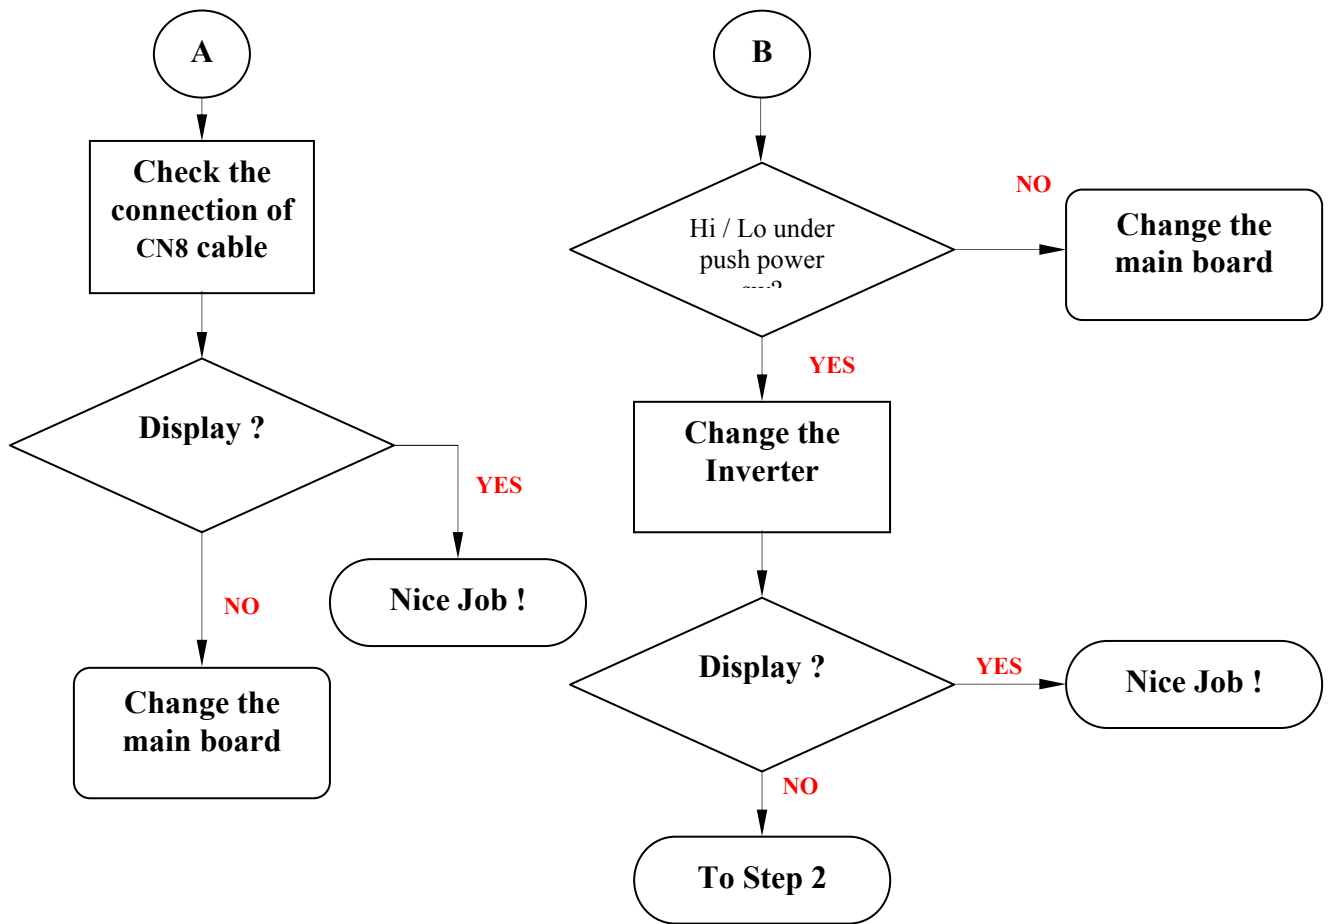 A
Check the
connection of
CN8 cable
Display ?
YES
Nice Job !
NO
Change the
main board
B
Hi / Lo under
push power
NO
Change the
main board
YES
Change the
Inverter
Display ?
YES
Nice Job !
NO
To Step 2